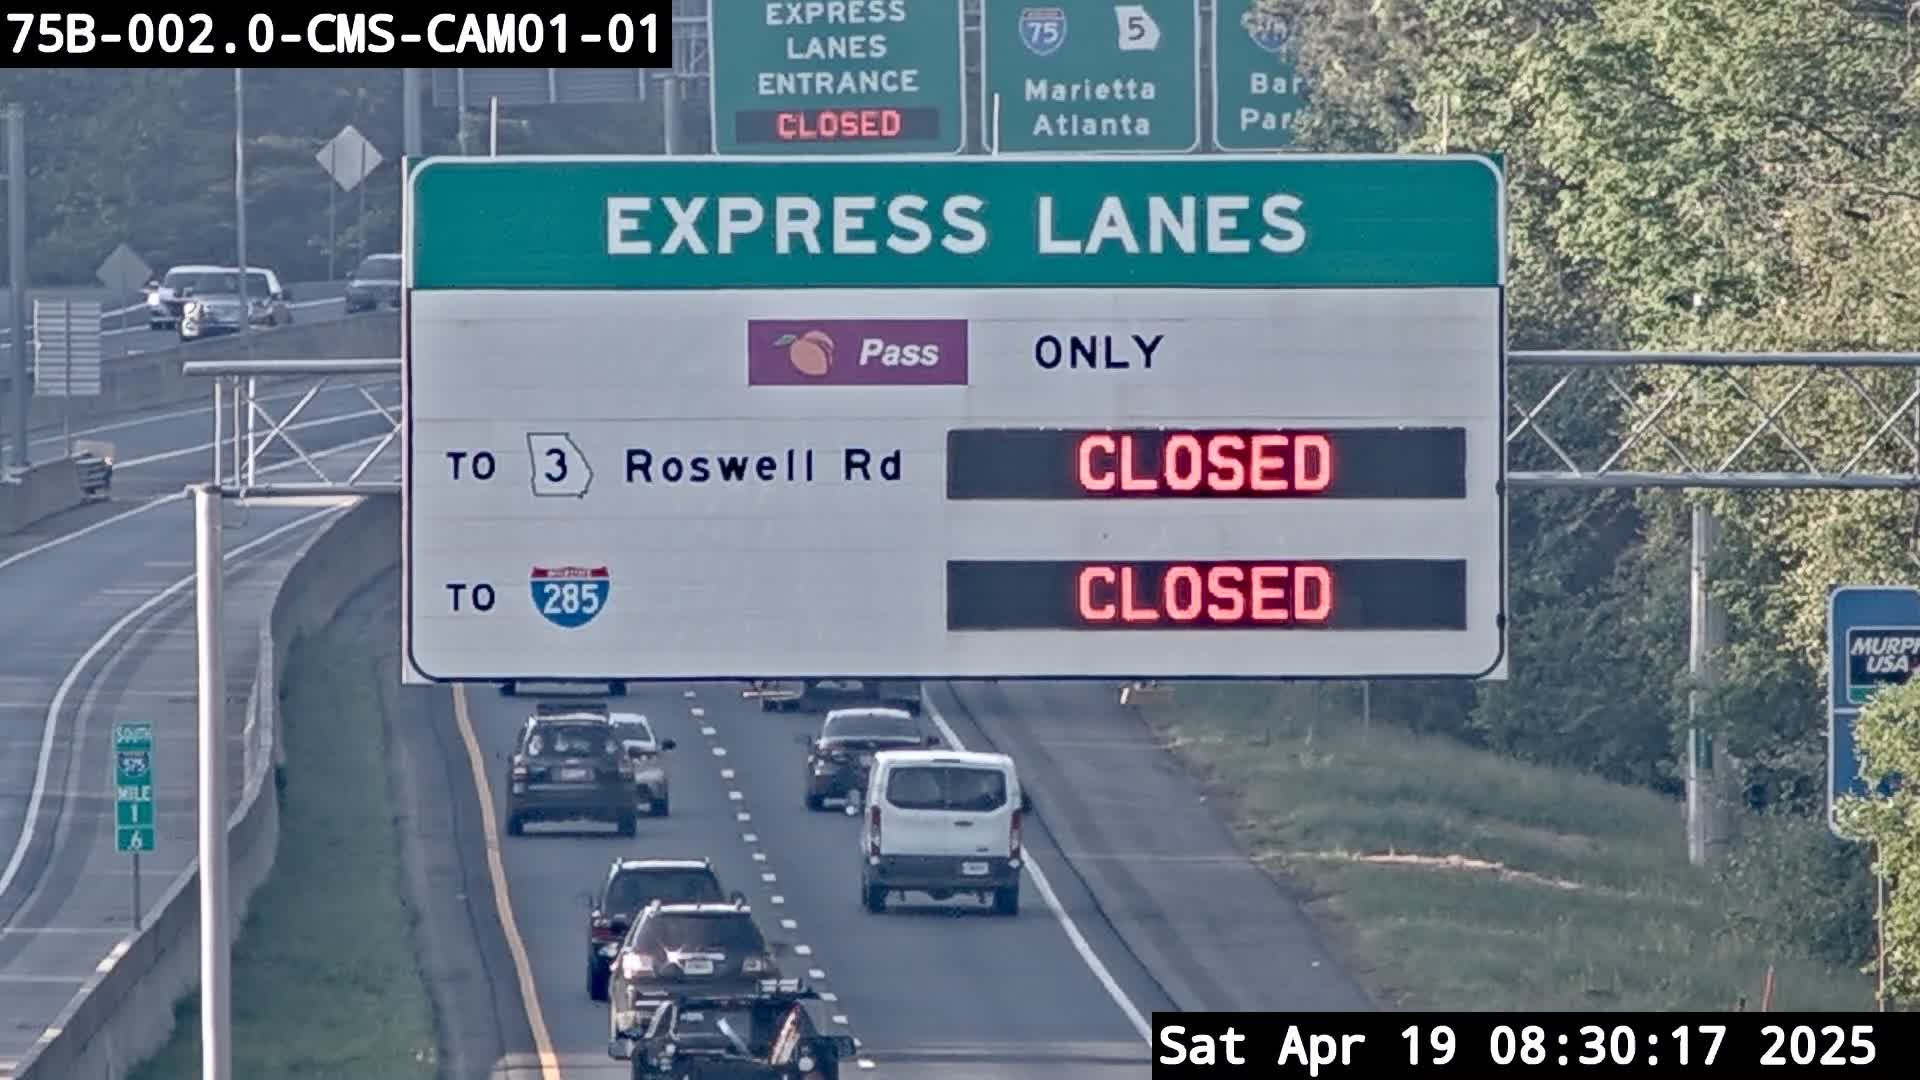 75B-002.0-CMS-CAM01-01
EXPRESS
LANES
ENTRANCE
CLOSED
75 5
Marietta
Atlanta
EXPRESS LANES
Pass ONLY
TO 3 Roswell Rd CLOSED
TO INTERSTATE 285 CLOSED
SOUTH
575
MILE
1
.6
USA
Sat Apr 19 08:30:17 2025